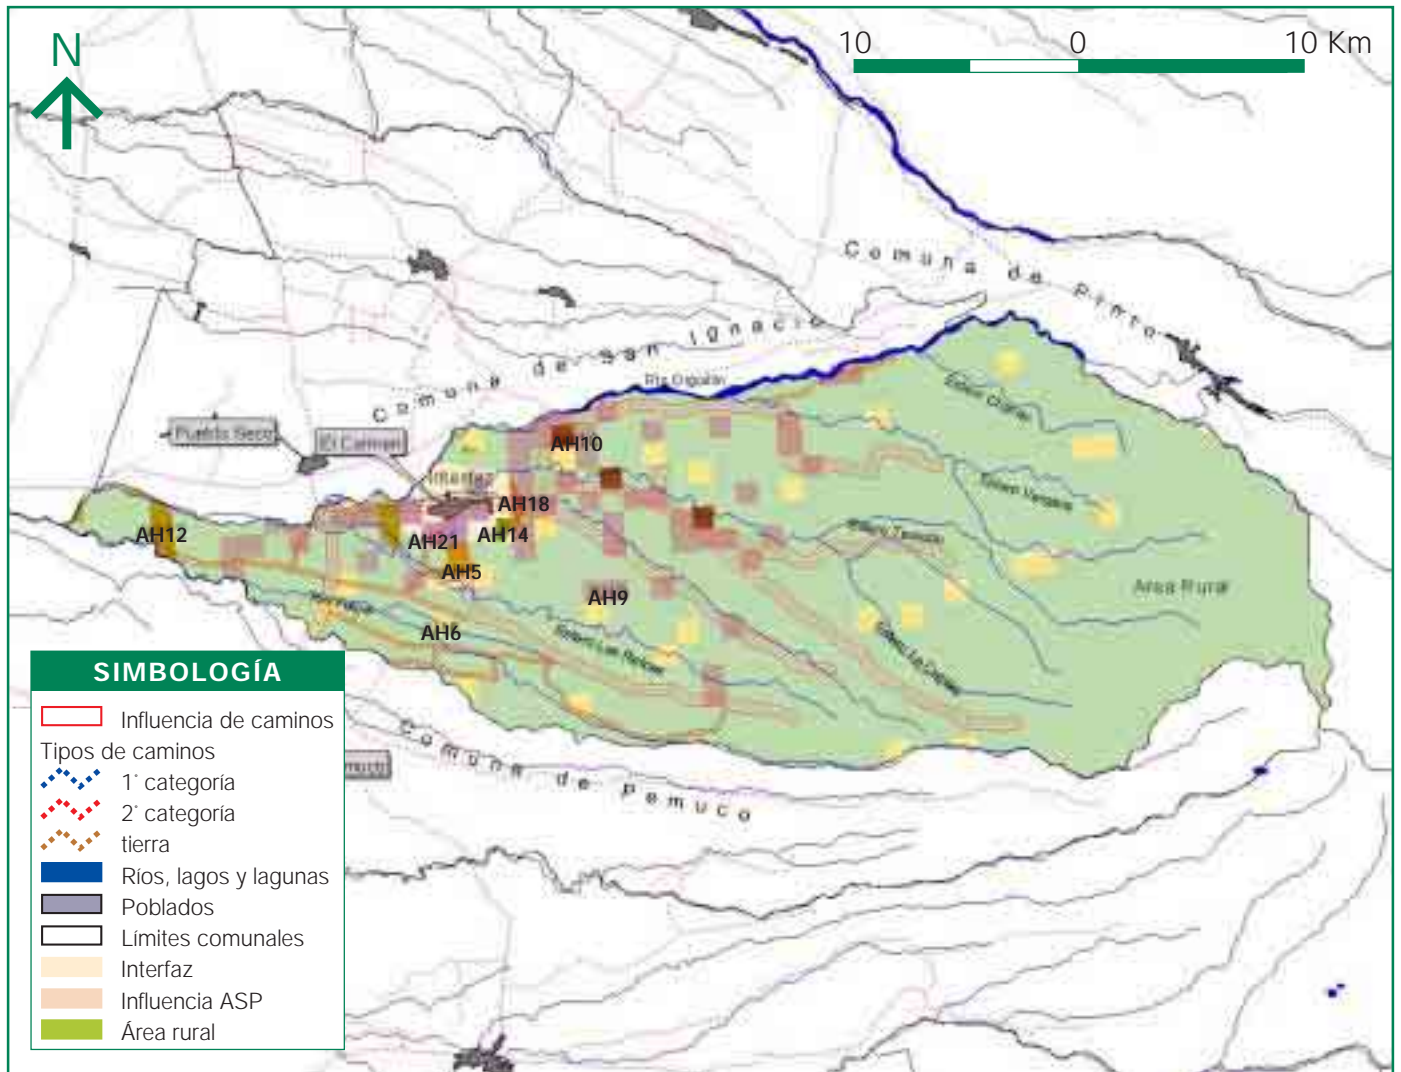 N
10 0 10 Km
Comuna de Pinto
Comuna de San Ignacio
Pueblo Seco
El Carmen
Interfaz
AH10
AH18
AH12
AH21
AH14
AH5
AH9
AH6
Area Rural
Comuna de Pemuco
SIMBOLOGÍA
Influencia de caminos
Tipos de caminos
1° categoría
2° categoría
tierra
Ríos, lagos y lagunas
Poblados
Límites comunales
Interfaz
Influencia ASP
Área rural